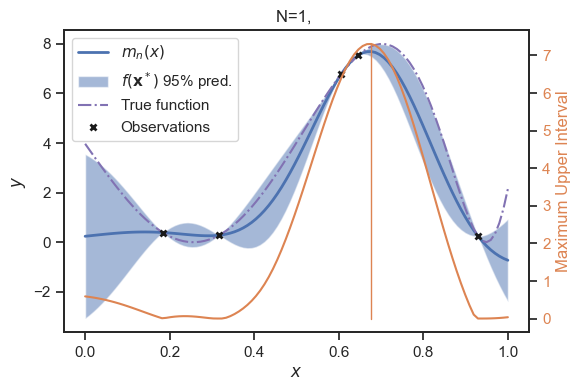 N=1,
m_n(x)
f(x*) 95% pred.
True function
Observations
y
8
6
4
2
0
−2
0.0 0.2 0.4 0.6 0.8 1.0
x
7
6
5
4
3
2
1
0
Maximum Upper Interval